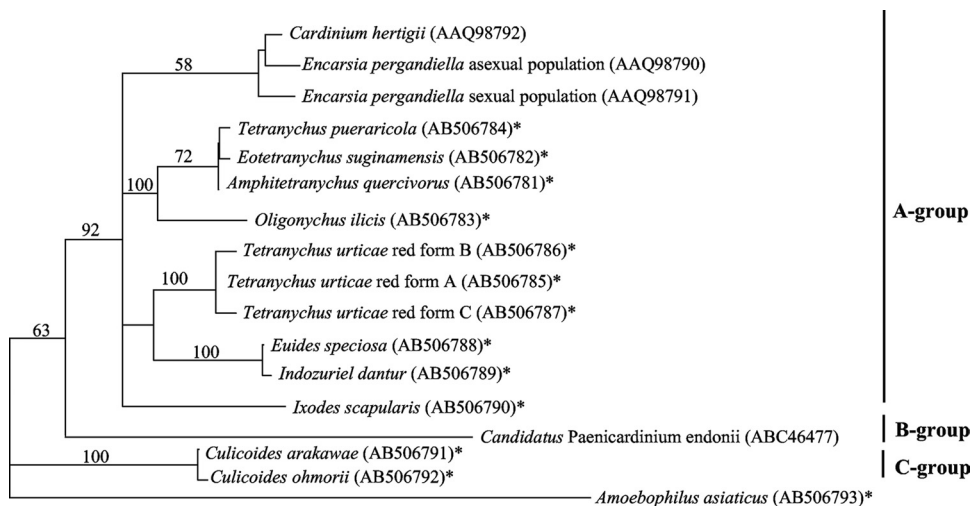 Cardinium hertigii (AAQ98792)
58
Encarsia pergandiella asexual population (AAQ98790)
Encarsia pergandiella sexual population (AAQ98791)
Tetranychus pueraricola (AB506784)*
72
Eotetranychus suginamensis (AB506782)*
100
Amphitetranychus quercivorus (AB506781)*
A-group
Oligonychus ilicis (AB506783)*
92
Tetranychus urticae red form B (AB506786)*
100
Tetranychus urticae red form A (AB506785)*
Tetranychus urticae red form C (AB506787)*
63
Euides speciosa (AB506788)*
100
Indozuriel dantur (AB506789)*
Ixodes scapularis (AB506790)*
Candidatus Paenicardinium endonii (ABC46477)
B-group
100
Culicoides arakawae (AB506791)*
C-group
Culicoides ohmorii (AB506792)*
Amoebophilus asiaticus (AB506793)*